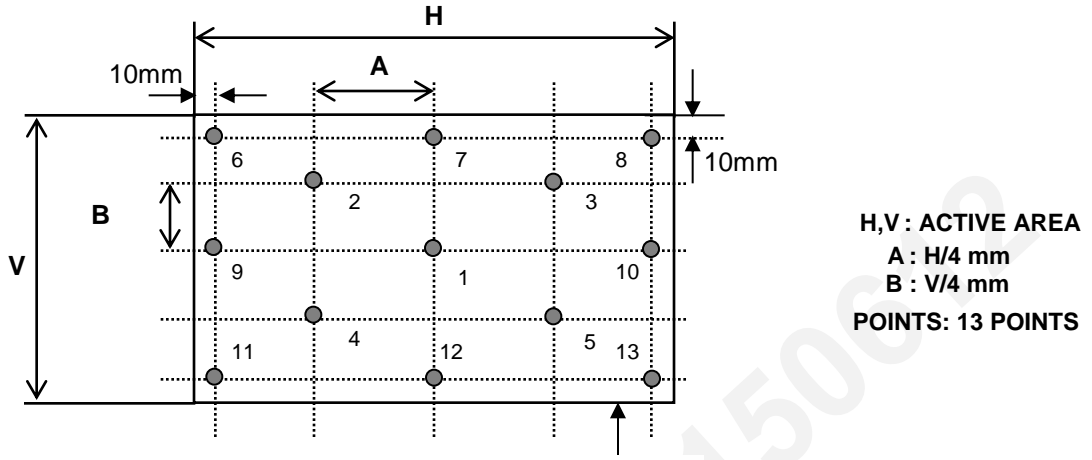 H
10mm
A
6
7
8
10mm
2
3
B
H,V : ACTIVE AREA
V
9
1
10
A : H/4 mm
B : V/4 mm
POINTS: 13 POINTS
4
5
11
12
13